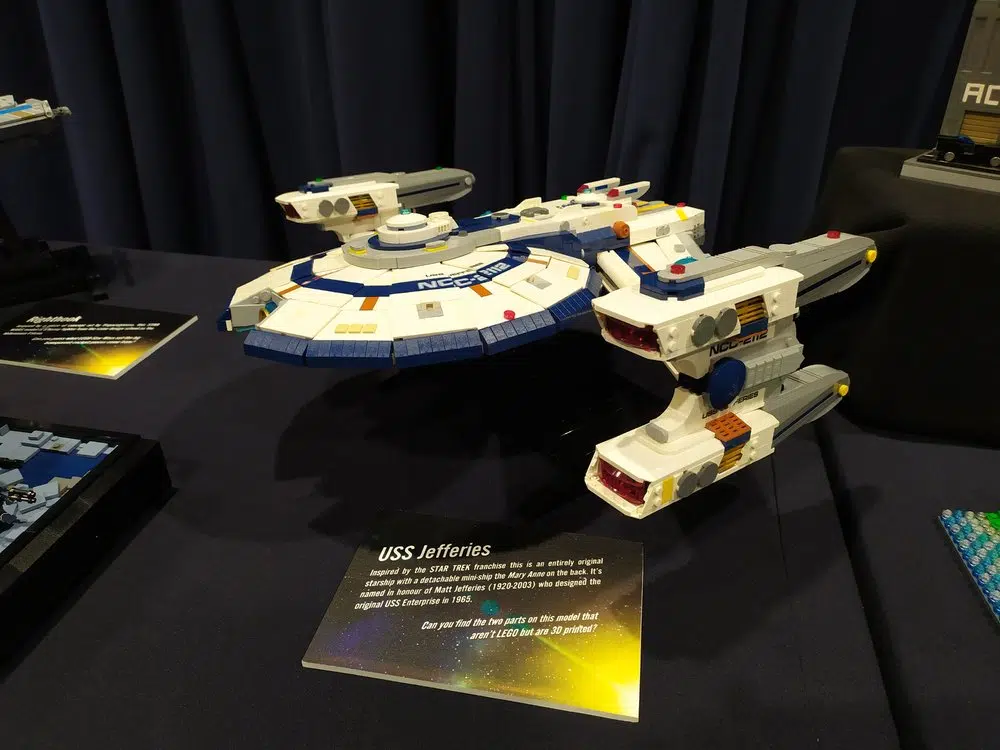 AC
NCC-2112
NCC-2112
Rightbook
USS Jefferies
Inspired by the STAR TREK franchise this is an entirely original
starship with a detachable mini-ship the Mary Anne on the back. It's
named in honour of Matt Jefferies (1920-2003) who designed the
original USS Enterprise in 1965.
Can you find the two parts on this model that
aren't LEGO but are 3D printed?